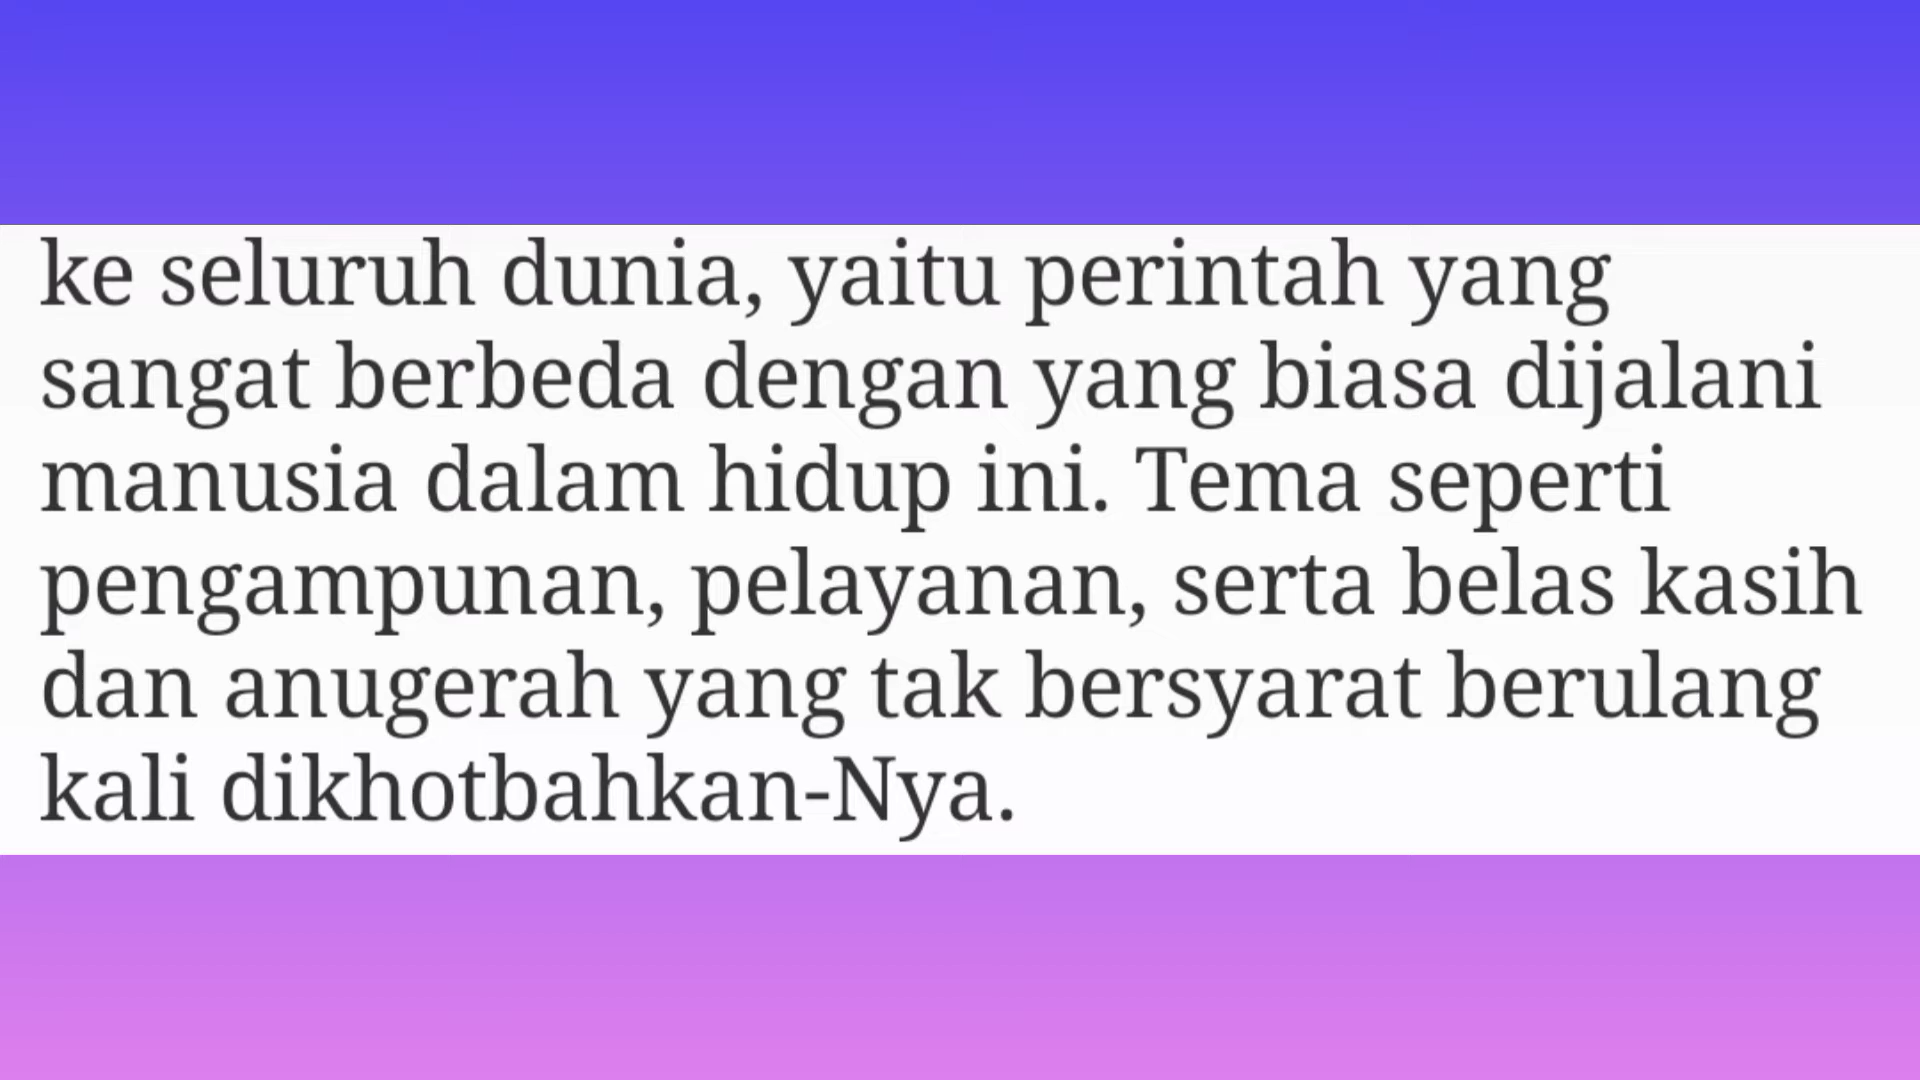 ke seluruh dunia, yaitu perintah yang
sangat berbeda dengan yang biasa dijalani
manusia dalam hidup ini. Tema seperti
pengampunan, pelayanan, serta belas kasih
dan anugerah yang tak bersyarat berulang
kali dikhotbahkan-Nya.